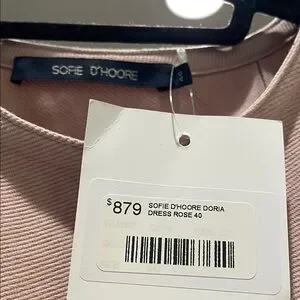 SOFIE D'HOORE
$879 SOFIE D'HOORE DORIA
DRESS ROSE 40